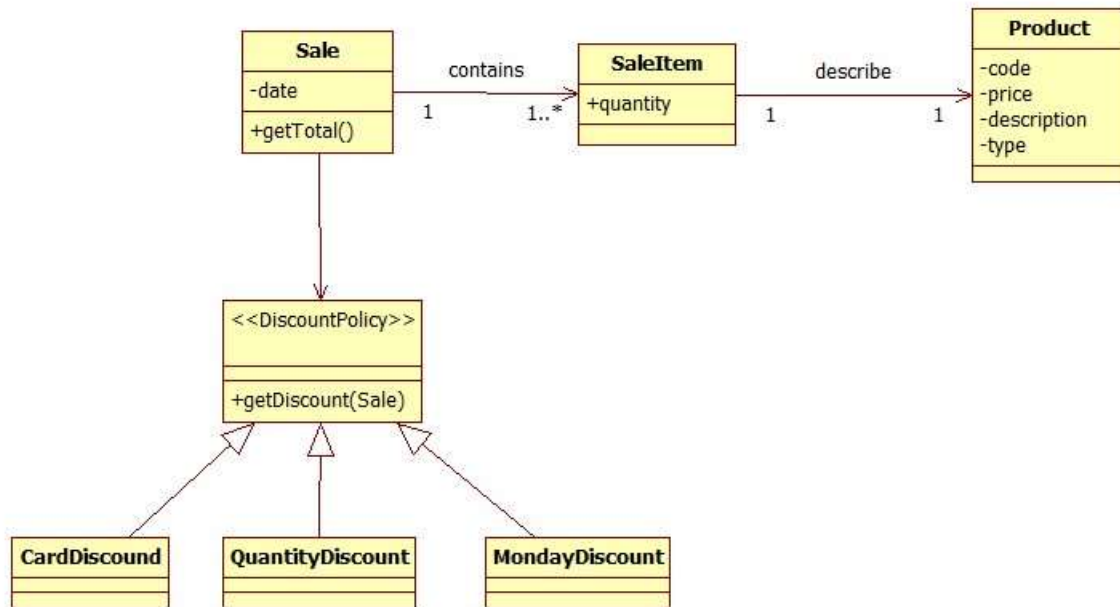 Sale
-date
+getTotal()
contains
1
1..*
SaleItem
+quantity
describe
1
1
Product
-code
-price
-description
-type
<<DiscountPolicy>>
+getDiscount(Sale)
CardDiscound
QuantityDiscount
MondayDiscount